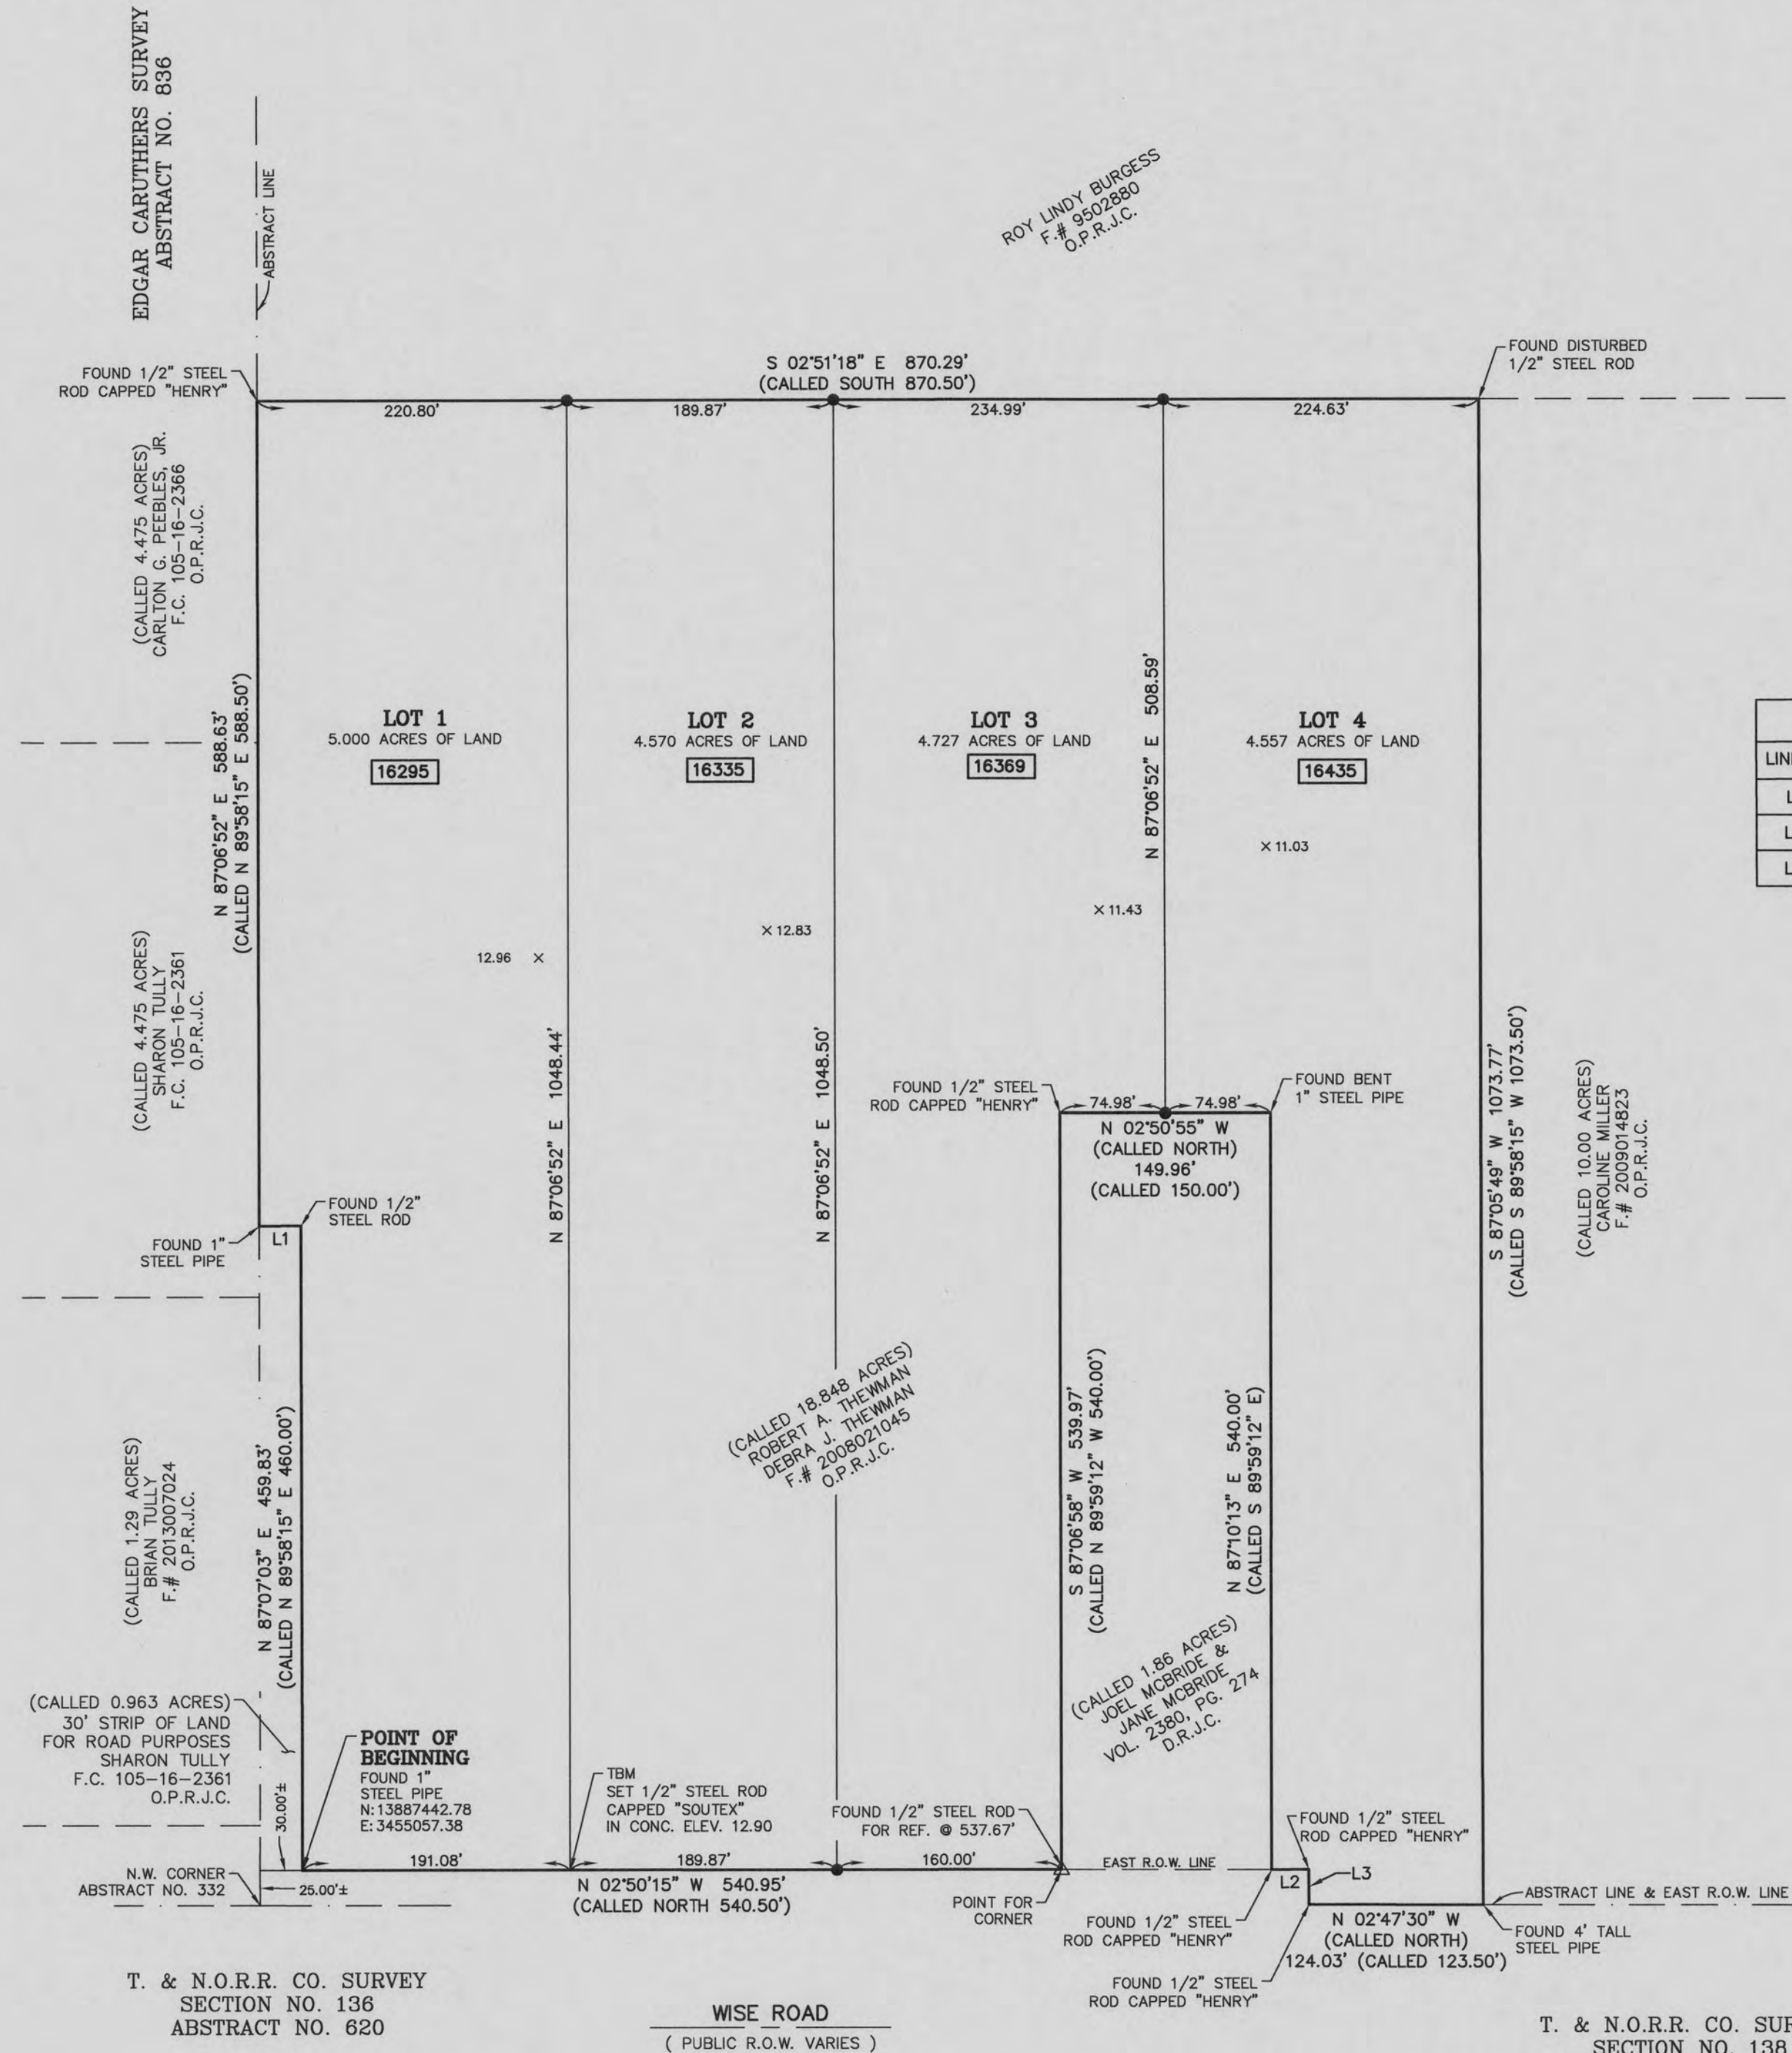 EDGAR CARUTHERS SURVEY
ABSTRACT NO. 836
ABSTRACT LINE
ROY LINDY BURGESS
F.# 9502880
O.P.R.J.C.
FOUND 1/2" STEEL
ROD CAPPED "HENRY"
S 02°51'18" E 870.29'
(CALLED SOUTH 870.50')
FOUND DISTURBED
1/2" STEEL ROD
220.80'
189.87'
234.99'
224.63'
(CALLED 4.475 ACRES)
CARLTON G. PEEBLES, JR.
F.C. 105-16-2366
O.P.R.J.C.
N 87°06'52" E 588.63'
(CALLED N 89°58'15" E 588.50')
LOT 1
5.000 ACRES OF LAND
16295
LOT 2
4.570 ACRES OF LAND
16335
LOT 3
4.727 ACRES OF LAND
16369
N 87°06'52" E 508.59'
LOT 4
4.557 ACRES OF LAND
16435
× 11.03
× 11.43
× 12.83
12.96 ×
(CALLED 4.475 ACRES)
SHARON TULLY
F.C. 105-16-2361
O.P.R.J.C.
N 87°06'52" E 1048.44'
N 87°06'52" E 1048.50'
FOUND 1/2" STEEL
ROD CAPPED "HENRY"
74.98'
74.98'
FOUND BENT
1" STEEL PIPE
N 02°50'55" W
(CALLED NORTH)
149.96'
(CALLED 150.00')
S 87°05'49" W 1073.77'
(CALLED S 89°58'15" W 1073.50')
(CALLED 10.00 ACRES)
CAROLINE MILLER
F.# 2009014823
O.P.R.J.C.
FOUND 1/2"
STEEL ROD
L1
FOUND 1"
STEEL PIPE
(CALLED 1.29 ACRES)
BRIAN TULLY
F.# 2013007024
O.P.R.J.C.
N 87°07'03" E 459.83'
(CALLED N 89°58'15" E 460.00')
(CALLED 18.848 ACRES)
ROBERT A. THEWMAN
DEBRA J. THEWMAN
F.# 2008021045
O.P.R.J.C.
S 87°06'58" W 539.97'
(CALLED N 89°59'12" W 540.00')
N 87°10'13" E 540.00'
(CALLED S 89°59'12" E)
(CALLED 1.86 ACRES)
JOEL MCBRIDE &
JANE MCBRIDE
VOL. 2380, PG. 274
D.R.J.C.
(CALLED 0.963 ACRES)
30' STRIP OF LAND
FOR ROAD PURPOSES
SHARON TULLY
F.C. 105-16-2361
O.P.R.J.C.
30.00'±
POINT OF
BEGINNING
FOUND 1"
STEEL PIPE
N:13887442.78
E:3455057.38
TBM
SET 1/2" STEEL ROD
CAPPED "SOUTEX"
IN CONC. ELEV. 12.90
FOUND 1/2" STEEL ROD
FOR REF. @ 537.67'
FOUND 1/2" STEEL
ROD CAPPED "HENRY"
191.08'
189.87'
160.00'
EAST R.O.W. LINE
L2
L3
N.W. CORNER
ABSTRACT NO. 332
25.00'±
N 02°50'15" W 540.95'
(CALLED NORTH 540.50')
POINT FOR
CORNER
FOUND 1/2" STEEL
ROD CAPPED "HENRY"
ABSTRACT LINE & EAST R.O.W. LINE
N 02°47'30" W
(CALLED NORTH)
124.03' (CALLED 123.50')
FOUND 4' TALL
STEEL PIPE
FOUND 1/2" STEEL
ROD CAPPED "HENRY"
T. & N.O.R.R. CO. SURVEY
SECTION NO. 136
ABSTRACT NO. 620
WISE ROAD
( PUBLIC R.O.W. VARIES )
T. & N.O.R.R. CO.
SECTION NO. 138